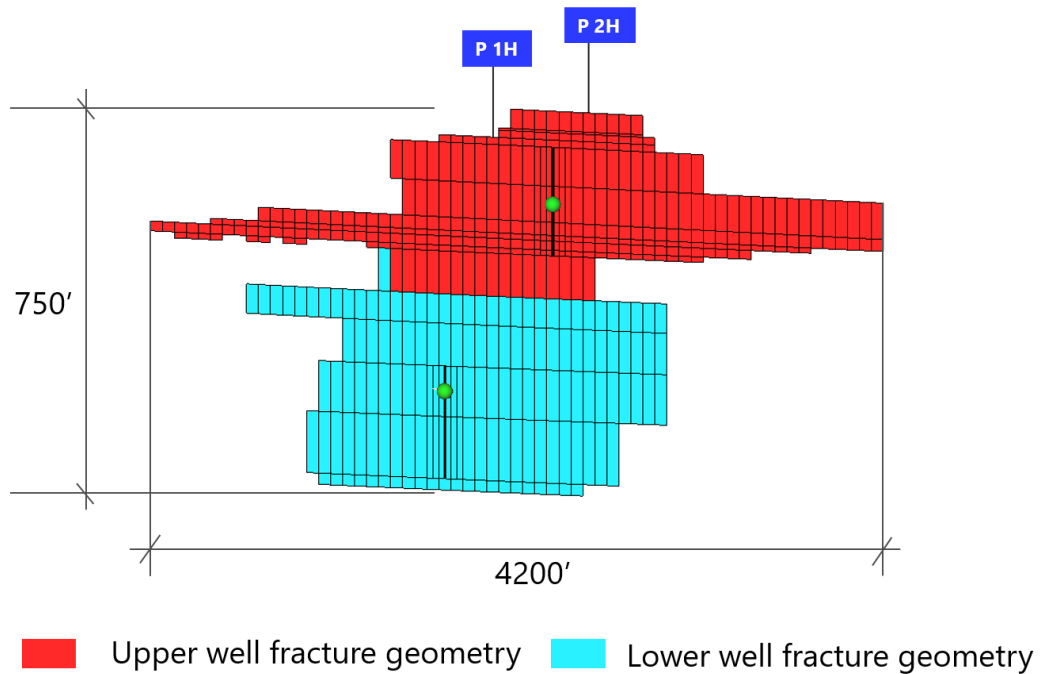 P 2H
P 1H
750’
4200’
Upper well fracture geometry
Lower well fracture geometry